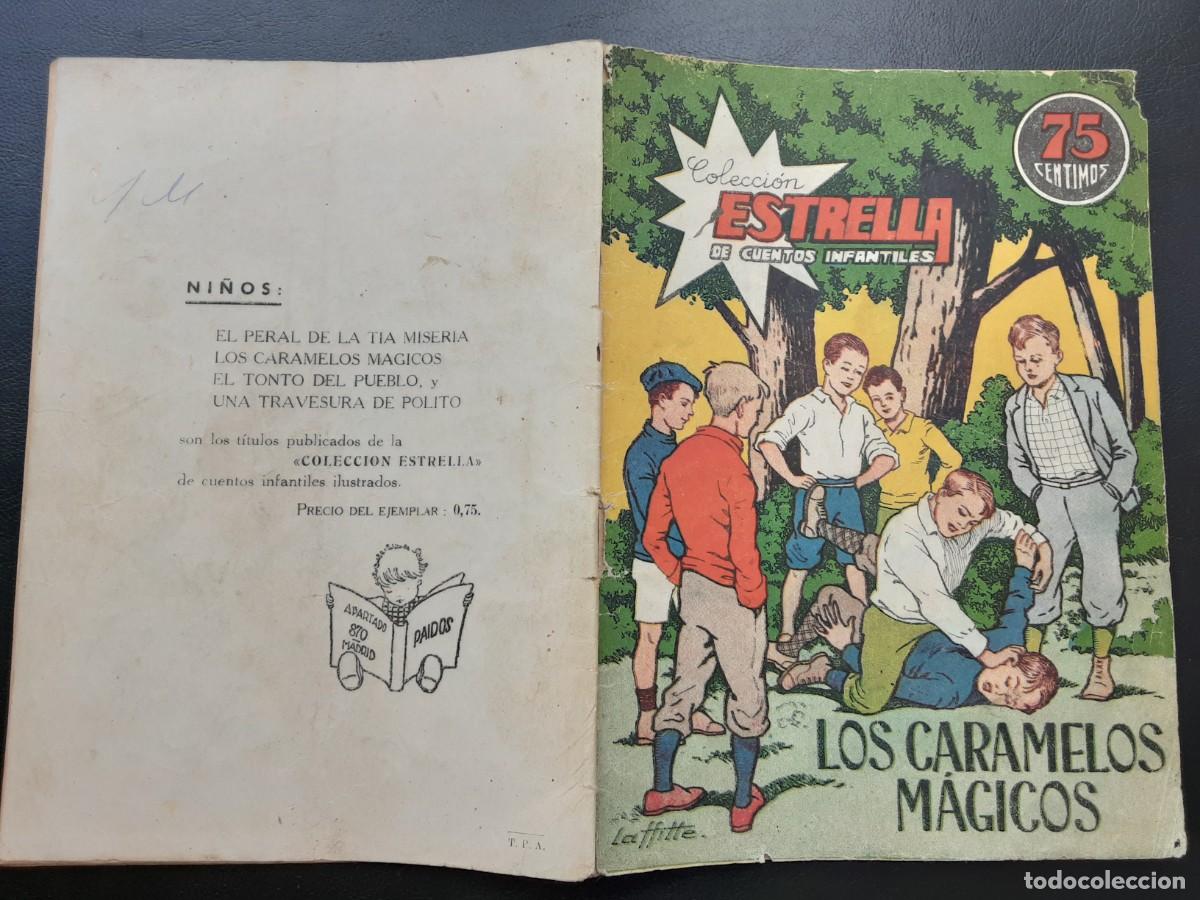 NIÑOS:
EL PERAL DE LA TIA MISERIA
LOS CARAMELOS MAGICOS
EL TONTO DEL PUEBLO, y
UNA TRAVESURA DE POLITO
son los títulos publicados de la
«COLECCION ESTRELLA»
de cuentos infantiles ilustrados.
PRECIO DEL EJEMPLAR: 0,75.
APARTADO
870
MADRID
PAIDOS
T. P. A.
Colección
ESTRELLA
DE CUENTOS INFANTILES
75
CENTIMOS
LOS CARAMELOS
MÁGICOS
Laffitte.
todocoleccion